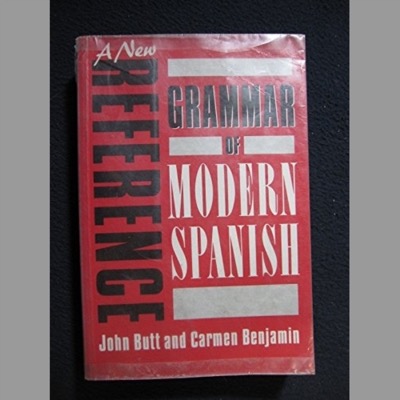 A New
REFERENCE
GRAMMAR
OF
MODERN
SPANISH
John Butt and Carmen Benjamin